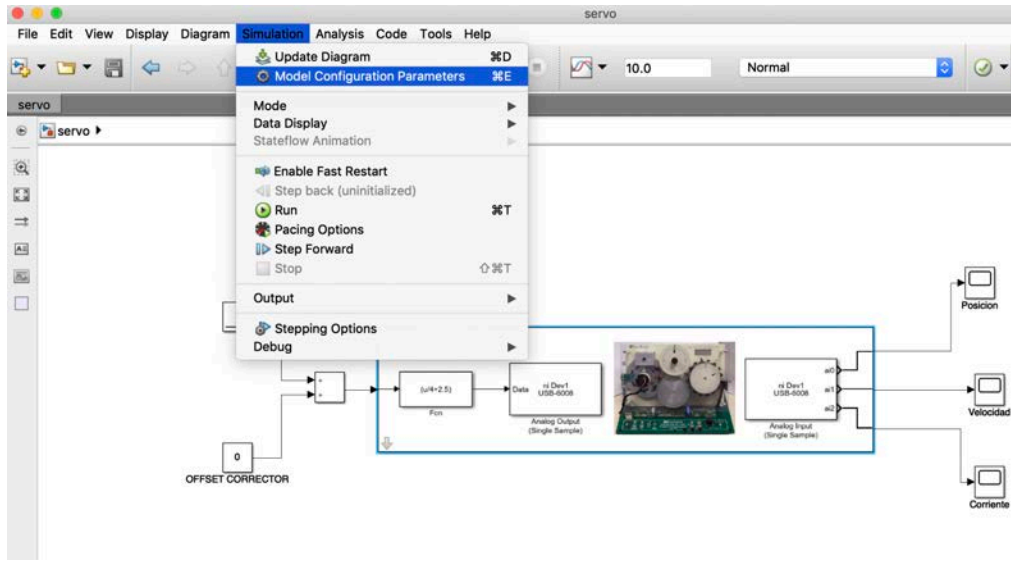 servo
File Edit View Display Diagram Simulation Analysis Code Tools Help
Update Diagram ⌘D
Model Configuration Parameters ⌘E
10.0
Normal
servo
Mode
servo
Data Display
Stateflow Animation
Enable Fast Restart
Step back (uninitialized)
Run ⌘T
Pacing Options
Step Forward
Stop ⇧⌘T
Output
Stepping Options
Debug
Posicion
(u/4+2.5)
Fcn
Data
ni Dev1
USB-6008
Analog Output
(Single Sample)
ni Dev1
USB-6008
ai0
ai1
ai2
Analog Input
(Single Sample)
Velocidad
0
OFFSET CORRECTOR
Corriente